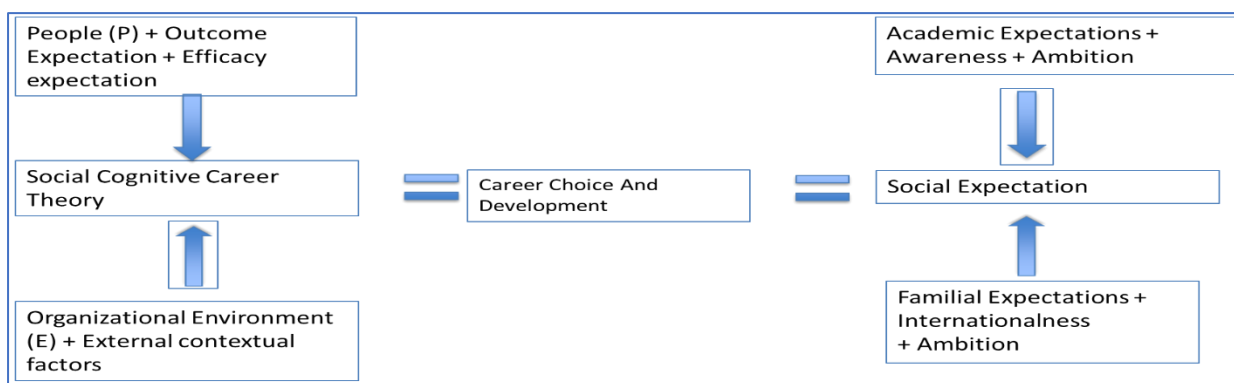 People (P) + Outcome
Expectation + Efficacy
expectation
Academic Expectations +
Awareness + Ambition
Social Cognitive Career
Theory
Career Choice And
Development
Social Expectation
Organizational Environment
(E) + External contextual
factors
Familial Expectations +
Internationalness
+ Ambition